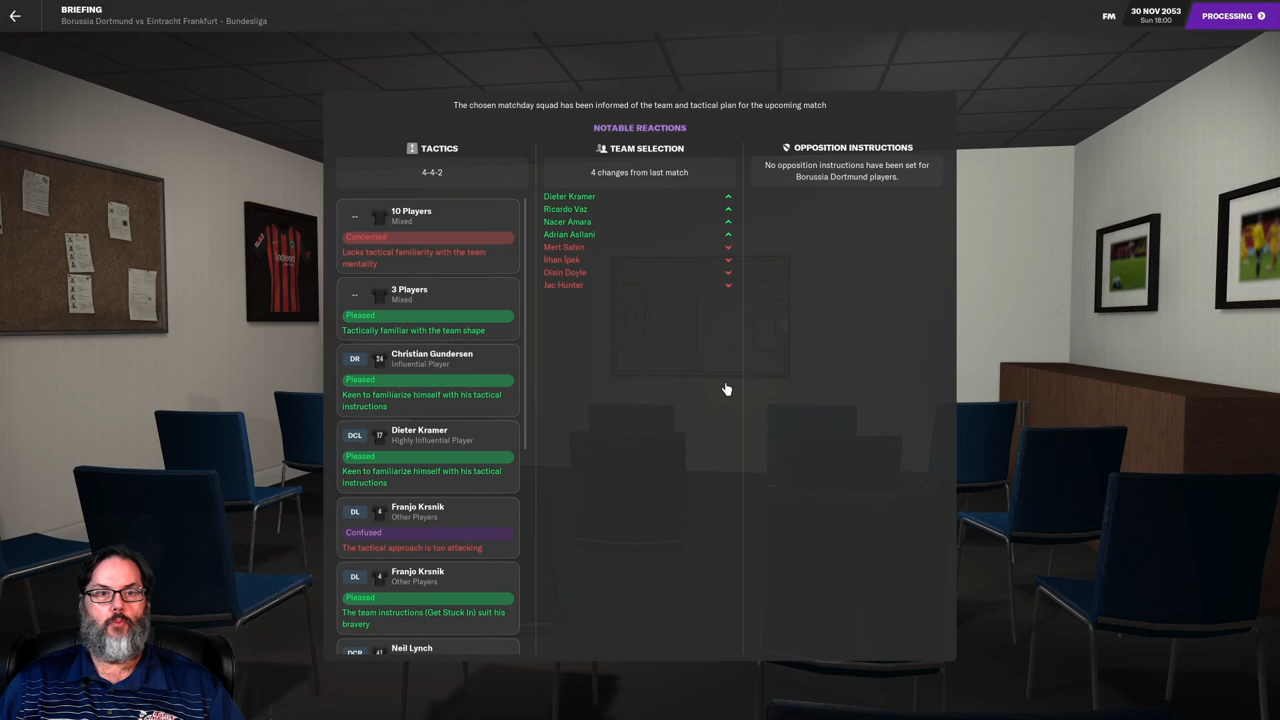 BRIEFING
Borussia Dortmund vs Eintracht Frankfurt - Bundesliga
FM
30 NOV 2053
Sun 18:00
PROCESSING
The chosen matchday squad has been informed of the team and tactical plan for the upcoming match
NOTABLE REACTIONS
TACTICS
4-4-2
-- 10 Players
Mixed
Concerned
Lacks tactical familiarity with the team
mentality
-- 3 Players
Mixed
Pleased
Tactically familiar with the team shape
DR 24 Christian Gundersen
Influential Player
Pleased
Keen to familiarize himself with his tactical
instructions
DCL 17 Dieter Kramer
Highly Influential Player
Pleased
Keen to familiarize himself with his tactical
instructions
DL 4 Franjo Krsnik
Other Players
Confused
The tactical approach is too attacking
DL 4 Franjo Krsnik
Other Players
Pleased
The team instructions (Get Stuck In) suit his
bravery
DCR 41 Neil Lynch
TEAM SELECTION
4 changes from last match
Dieter Kramer
Ricardo Vaz
Nacer Amara
Adrian Asllani
Mert Sahin
İlhan İpek
Oisin Doyle
Jac Hunter
OPPOSITION INSTRUCTIONS
No opposition instructions have been set for
Borussia Dortmund players.
indeed